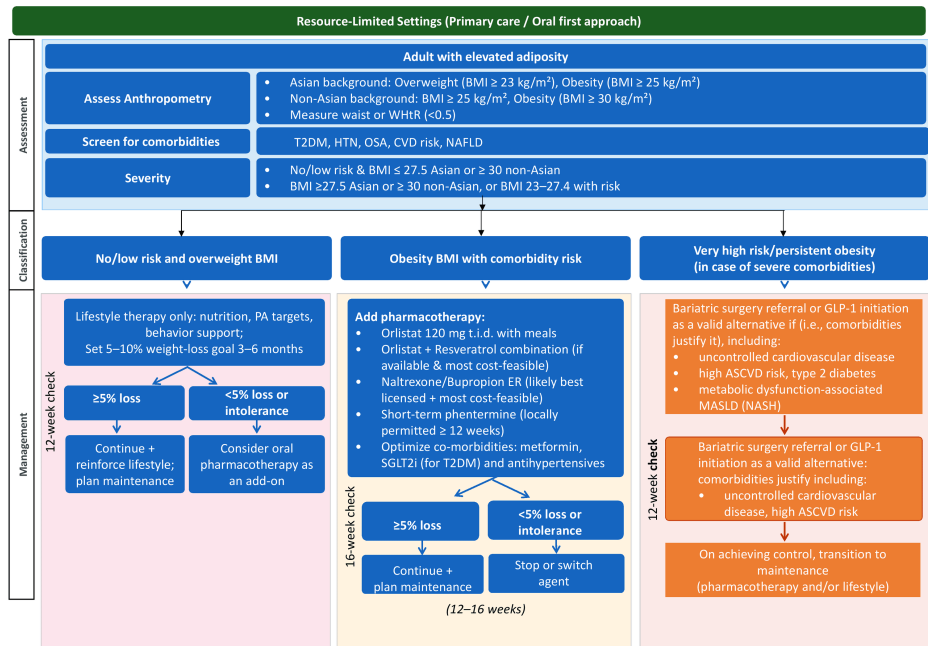 Resource-Limited Settings (Primary care / Oral first approach)
Assessment
Adult with elevated adiposity
Assess Anthropometry
• Asian background: Overweight (BMI ≥ 23 kg/m²), Obesity (BMI ≥ 25 kg/m²)
• Non-Asian background: BMI ≥ 25 kg/m², Obesity (BMI ≥ 30 kg/m²)
• Measure waist or WHtR (<0.5)
Screen for comorbidities
T2DM, HTN, OSA, CVD risk, NAFLD
Severity
• No/low risk & BMI ≤ 27.5 Asian or ≥ 30 non-Asian
• BMI ≥27.5 Asian or ≥ 30 non-Asian, or BMI 23–27.4 with risk
Classification
No/low risk and overweight BMI
Obesity BMI with comorbidity risk
Very high risk/persistent obesity
(in case of severe comorbidities)
Management
12-week check
Lifestyle therapy only: nutrition, PA targets,
behavior support;
Set 5–10% weight-loss goal 3–6 months
≥5% loss
<5% loss or
intolerance
Continue +
reinforce lifestyle;
plan maintenance
Consider oral
pharmacotherapy as
an add-on
16-week check
Add pharmacotherapy:
• Orlistat 120 mg t.i.d. with meals
• Orlistat + Resveratrol combination (if
available & most cost-feasible)
• Naltrexone/Bupropion ER (likely best
licensed + most cost-feasible)
• Short-term phentermine (locally
permitted ≥ 12 weeks)
• Optimize co-morbidities: metformin,
SGLT2i (for T2DM) and antihypertensives
≥5% loss
<5% loss or
intolerance
Continue +
plan maintenance
Stop or switch
agent
(12–16 weeks)
12-week check
Bariatric surgery referral or GLP-1 initiation
as a valid alternative if (i.e., comorbidities
justify it), including:
• uncontrolled cardiovascular disease
• high ASCVD risk, type 2 diabetes
• metabolic dysfunction-associated
MASLD (NASH)
Bariatric surgery referral or GLP-1
initiation as a valid alternative:
comorbidities justify including:
• uncontrolled cardiovascular
disease, high ASCVD risk
On achieving control, transition to
maintenance
(pharmacotherapy and/or lifestyle)